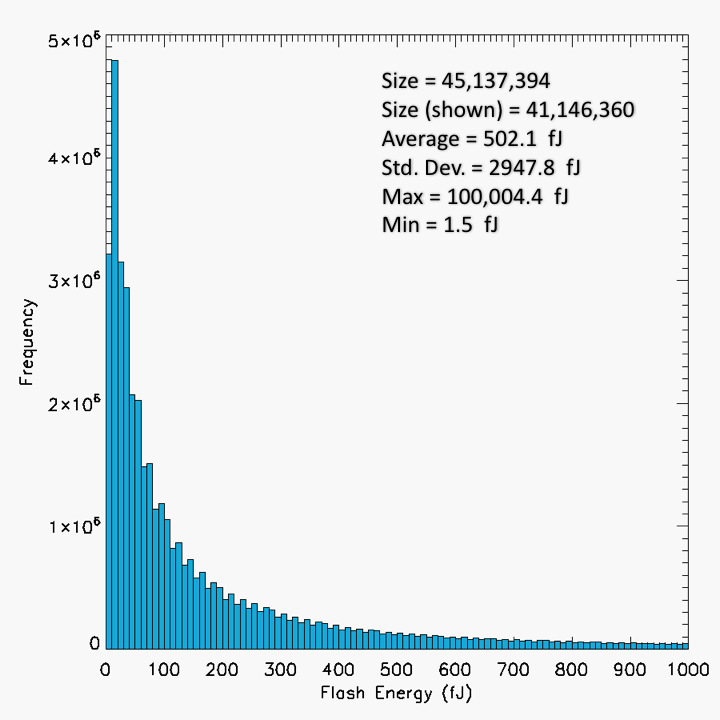 5×10⁶
Size = 45,137,394
Size (shown) = 41,146,360
Average = 502.1 fJ
4×10⁶
Std. Dev. = 2947.8 fJ
Max = 100,004.4 fJ
Min = 1.5 fJ
3×10⁶
Frequency
2×10⁶
1×10⁶
0
0 100 200 300 400 500 600 700 800 900 1000
Flash Energy (fJ)